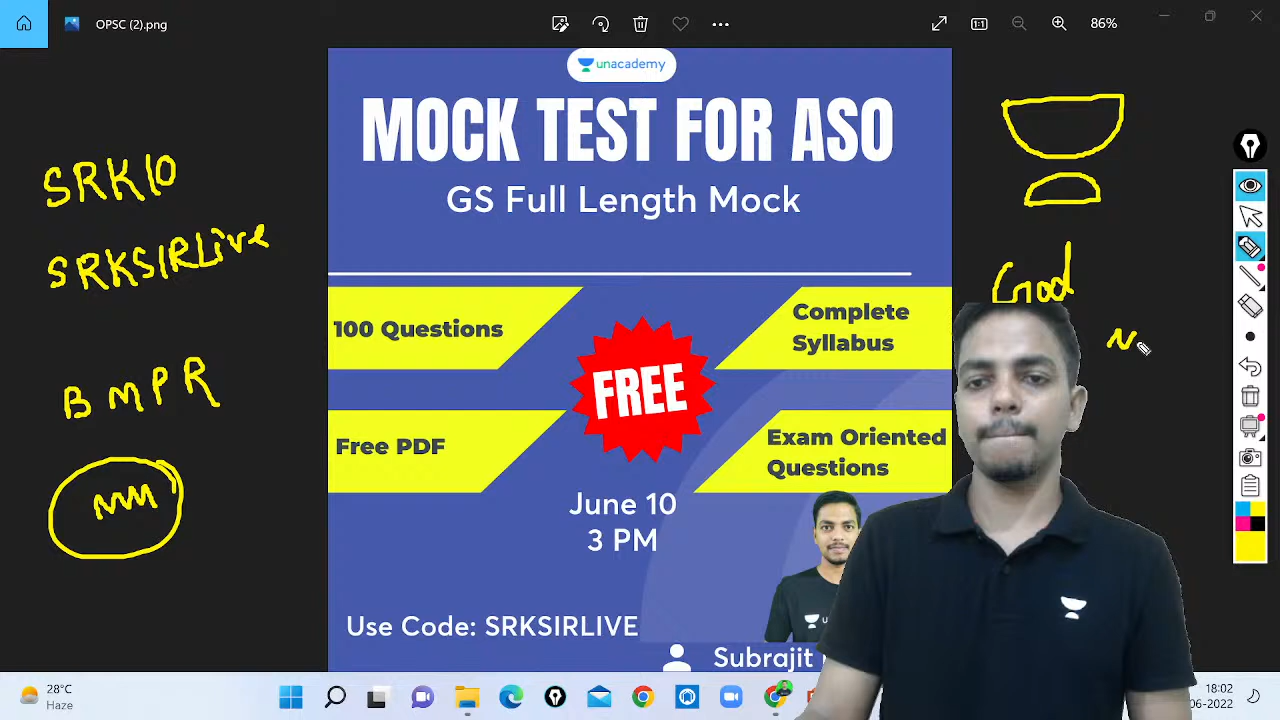 OPSC (2).png
86%
unacademy
MOCK TEST FOR ASO
GS Full Length Mock
SRK10
SRKSIRLive
BMPR
100 Questions
Complete
Syllabus
FREE
Free PDF
Exam Oriented
Questions
June 10
3 PM
Use Code: SRKSIRLIVE
Subrajit
28°C
Haze
18:02
06-2022